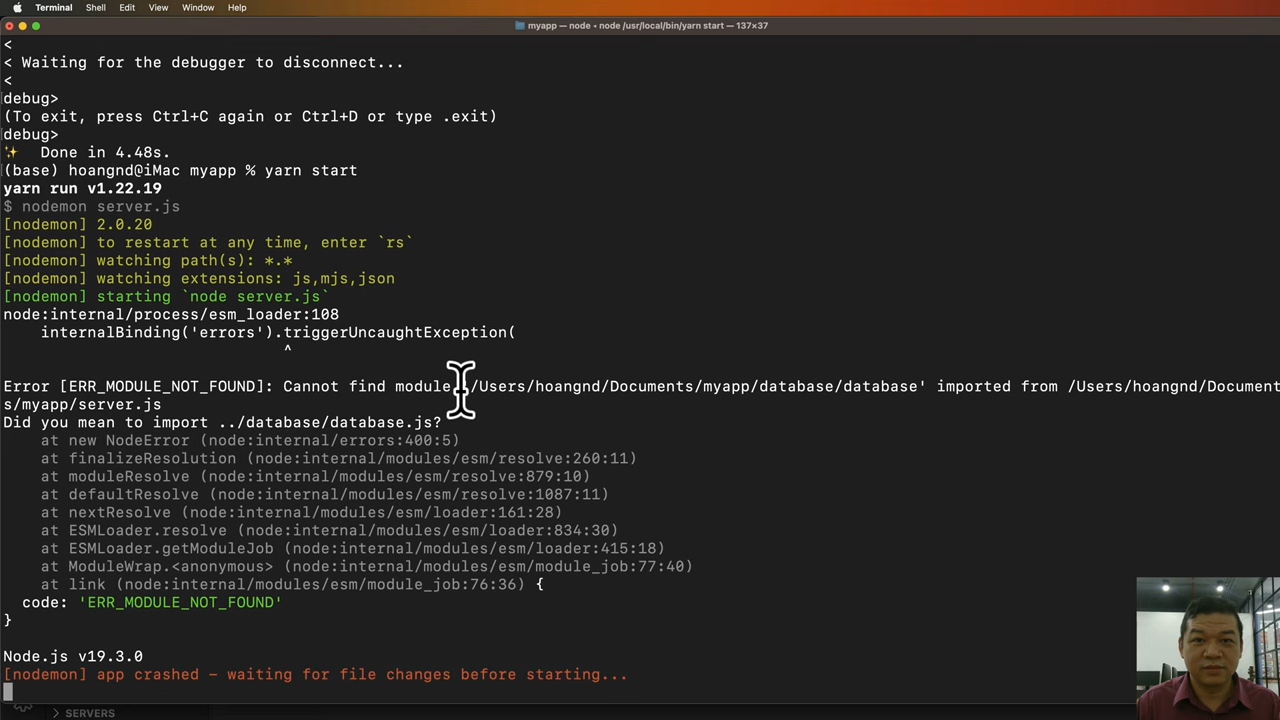 Terminal Shell Edit View Window Help
myapp — node • node /usr/local/bin/yarn start — 137×37
<
< Waiting for the debugger to disconnect...
<
debug>
(To exit, press Ctrl+C again or Ctrl+D or type .exit)
debug>
✨ Done in 4.48s.
(base) hoangnd@iMac myapp % yarn start
yarn run v1.22.19
$ nodemon server.js
[nodemon] 2.0.20
[nodemon] to restart at any time, enter `rs`
[nodemon] watching path(s): *.*
[nodemon] watching extensions: js,mjs,json
[nodemon] starting `node server.js`
node:internal/process/esm_loader:108
internalBinding('errors').triggerUncaughtException(
^
Error [ERR_MODULE_NOT_FOUND]: Cannot find module '/Users/hoangnd/Documents/myapp/database/database' imported from /Users/hoangnd/Document
s/myapp/server.js
Did you mean to import ../database/database.js?
at new NodeError (node:internal/errors:400:5)
at finalizeResolution (node:internal/modules/esm/resolve:260:11)
at moduleResolve (node:internal/modules/esm/resolve:879:10)
at defaultResolve (node:internal/modules/esm/resolve:1087:11)
at nextResolve (node:internal/modules/esm/loader:161:28)
at ESMLoader.resolve (node:internal/modules/esm/loader:834:30)
at ESMLoader.getModuleJob (node:internal/modules/esm/loader:415:18)
at ModuleWrap.<anonymous> (node:internal/modules/esm/module_job:77:40)
at link (node:internal/modules/esm/module_job:76:36) {
code: 'ERR_MODULE_NOT_FOUND'
}
Node.js v19.3.0
[nodemon] app crashed - waiting for file changes before starting...
> SERVERS